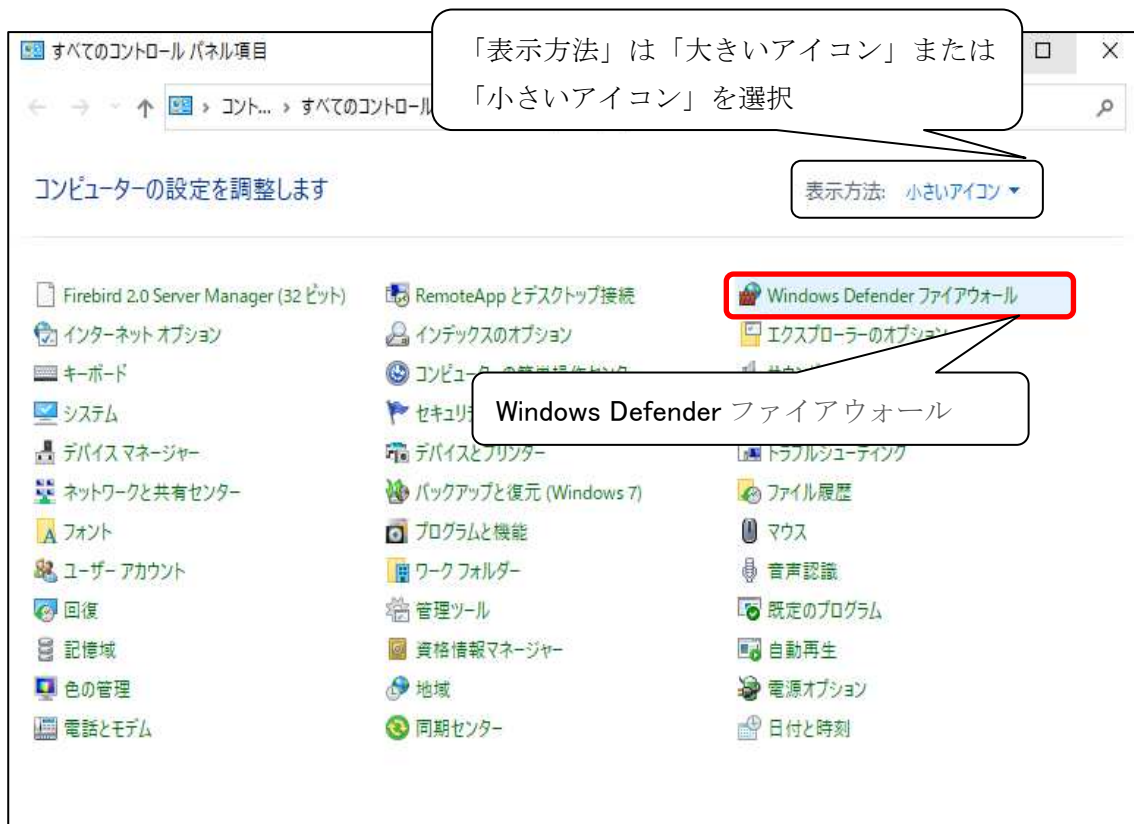 すべてのコントロール パネル項目
「表示方法」は「大きいアイコン」または
「小さいアイコン」を選択
コント... › すべてのコントロール
コンピューターの設定を調整します
表示方法: 小さいアイコン
Firebird 2.0 Server Manager (32 ビット)
RemoteApp とデスクトップ接続
Windows Defender ファイアウォール
インターネット オプション
インデックスのオプション
エクスプローラーのオプション
キーボード
システム
Windows Defender ファイアウォール
デバイス マネージャー
デバイスとプリンター
トラブルシューティング
ネットワークと共有センター
バックアップと復元 (Windows 7)
ファイル履歴
フォント
プログラムと機能
マウス
ユーザー アカウント
ワーク フォルダー
音声認識
回復
管理ツール
既定のプログラム
記憶域
資格情報マネージャー
自動再生
色の管理
地域
電源オプション
電話とモデム
同期センター
日付と時刻